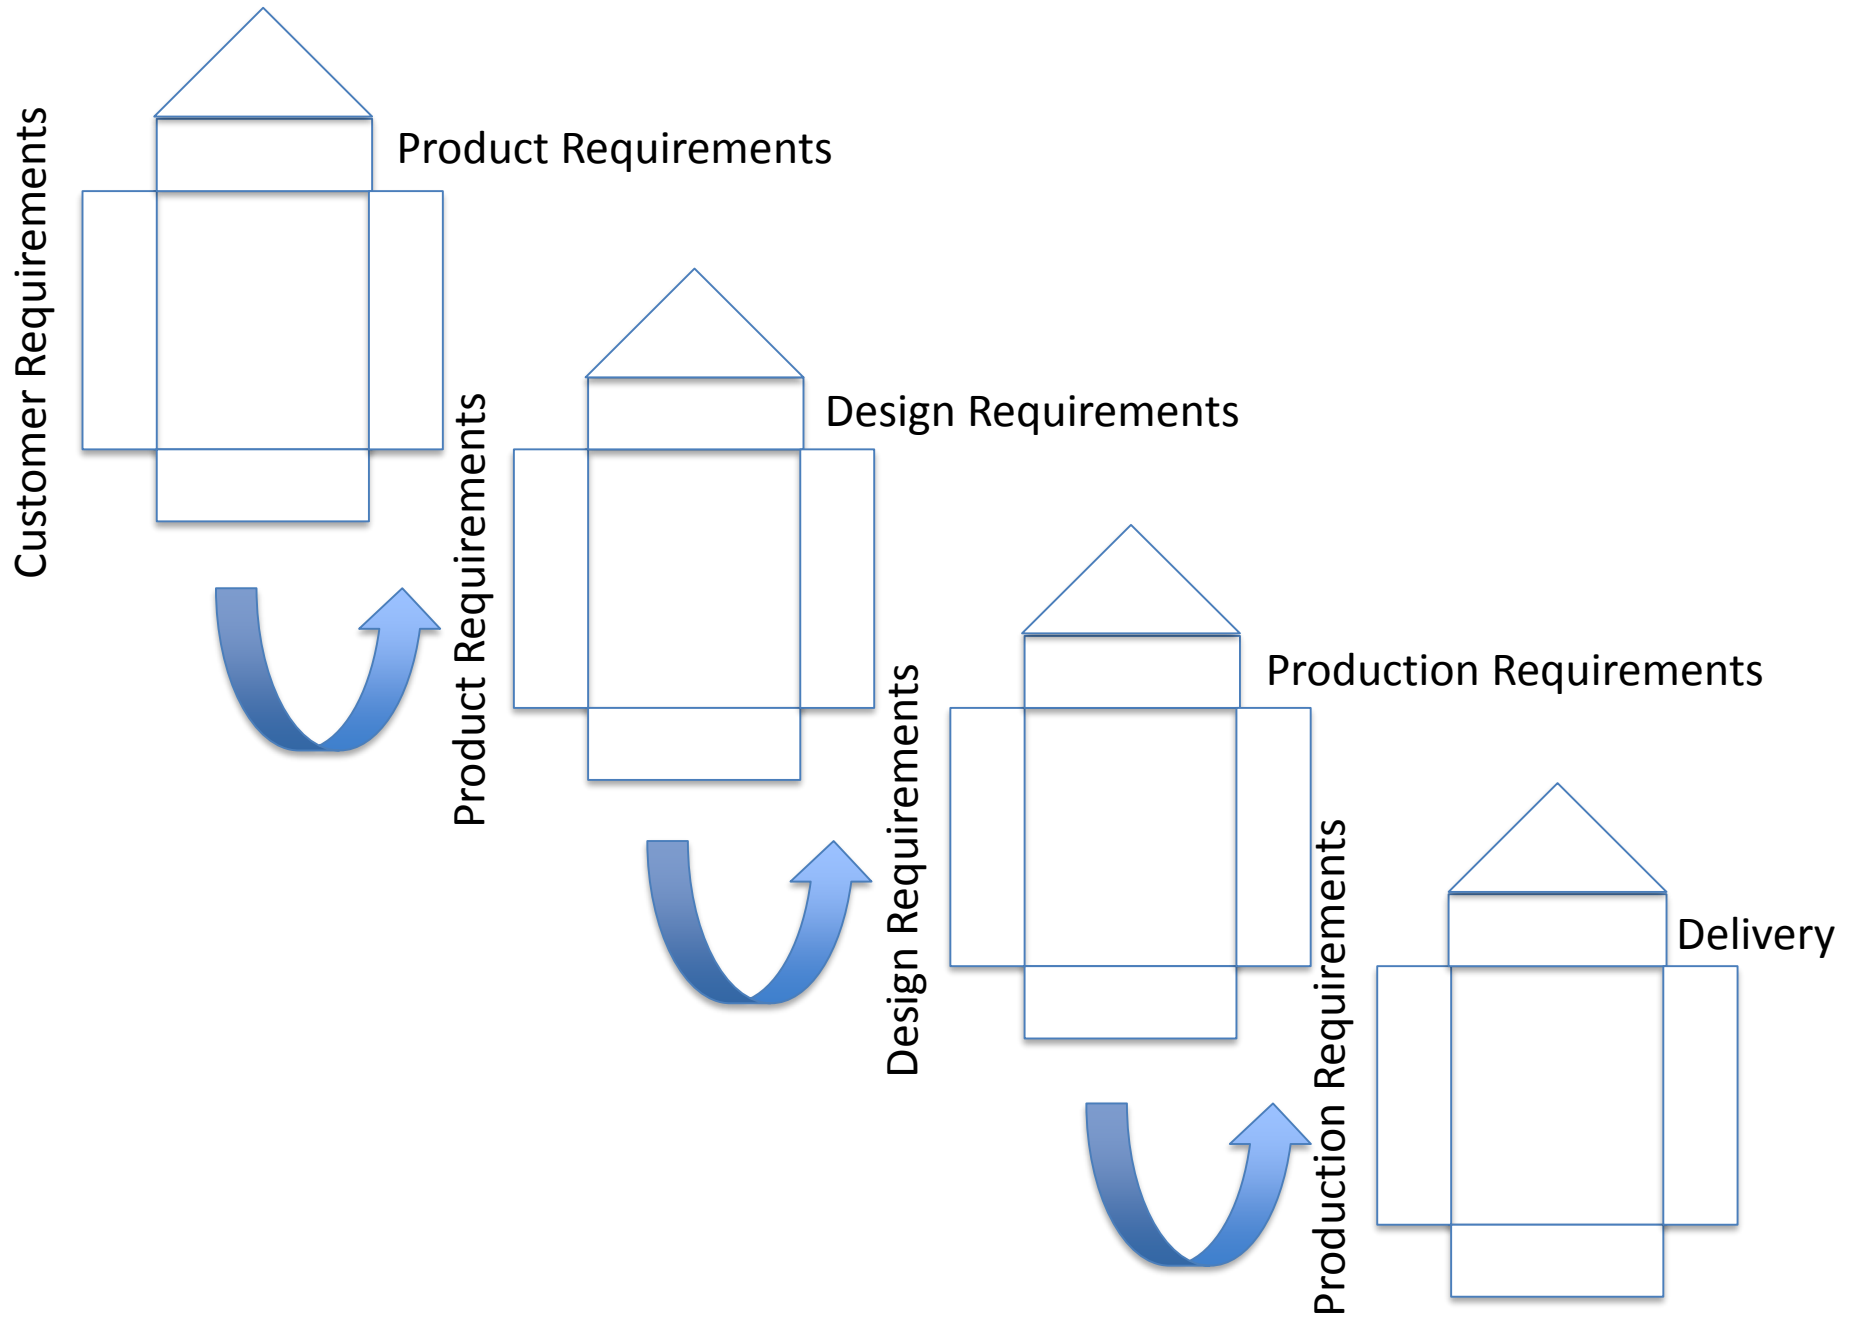 Customer Requirements
Product Requirements
Product Requirements
Design Requirements
Design Requirements
Production Requirements
Production Requirements
Delivery